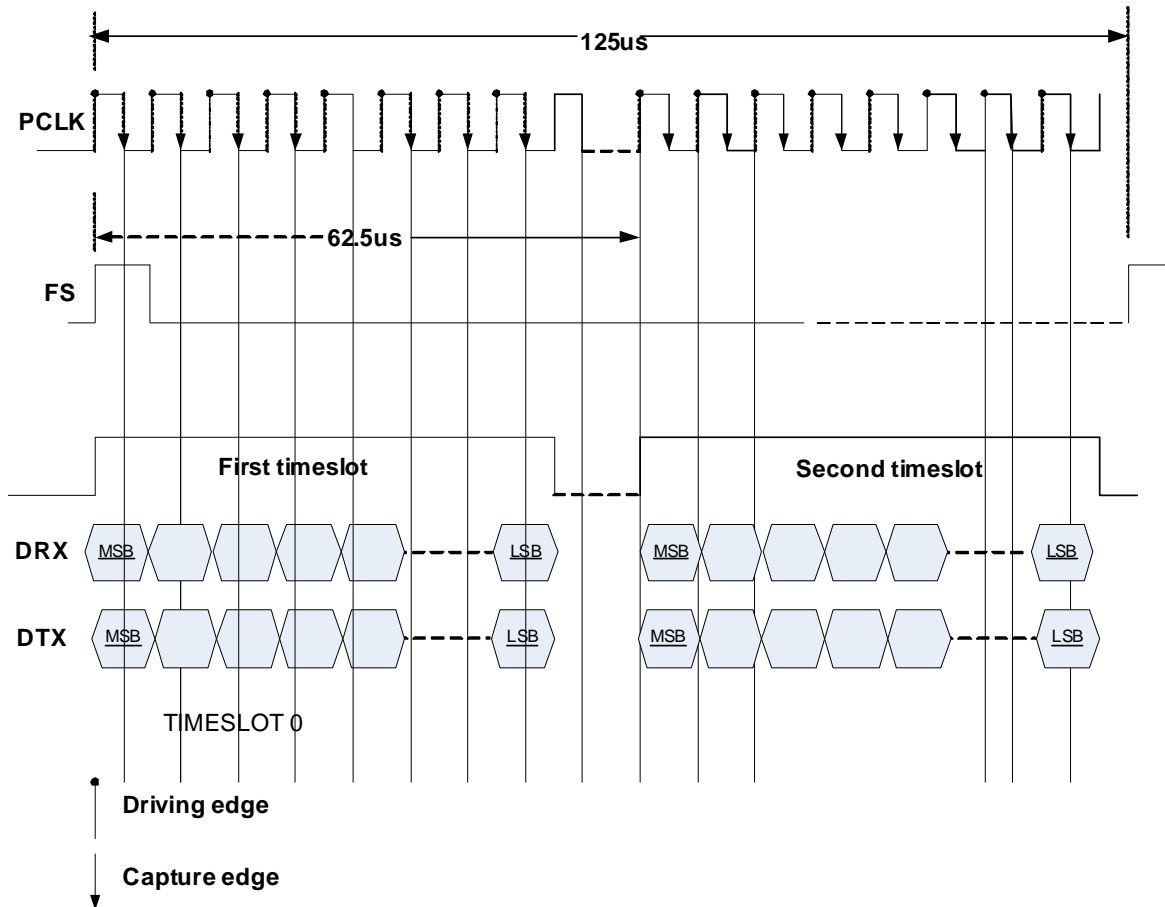 125us
PCLK
62.5us
FS
First timeslot
Second timeslot
DRX
MSB
LSB
MSB
LSB
DTX
MSB
LSB
MSB
LSB
TIMESLOT 0
Driving edge
Capture edge